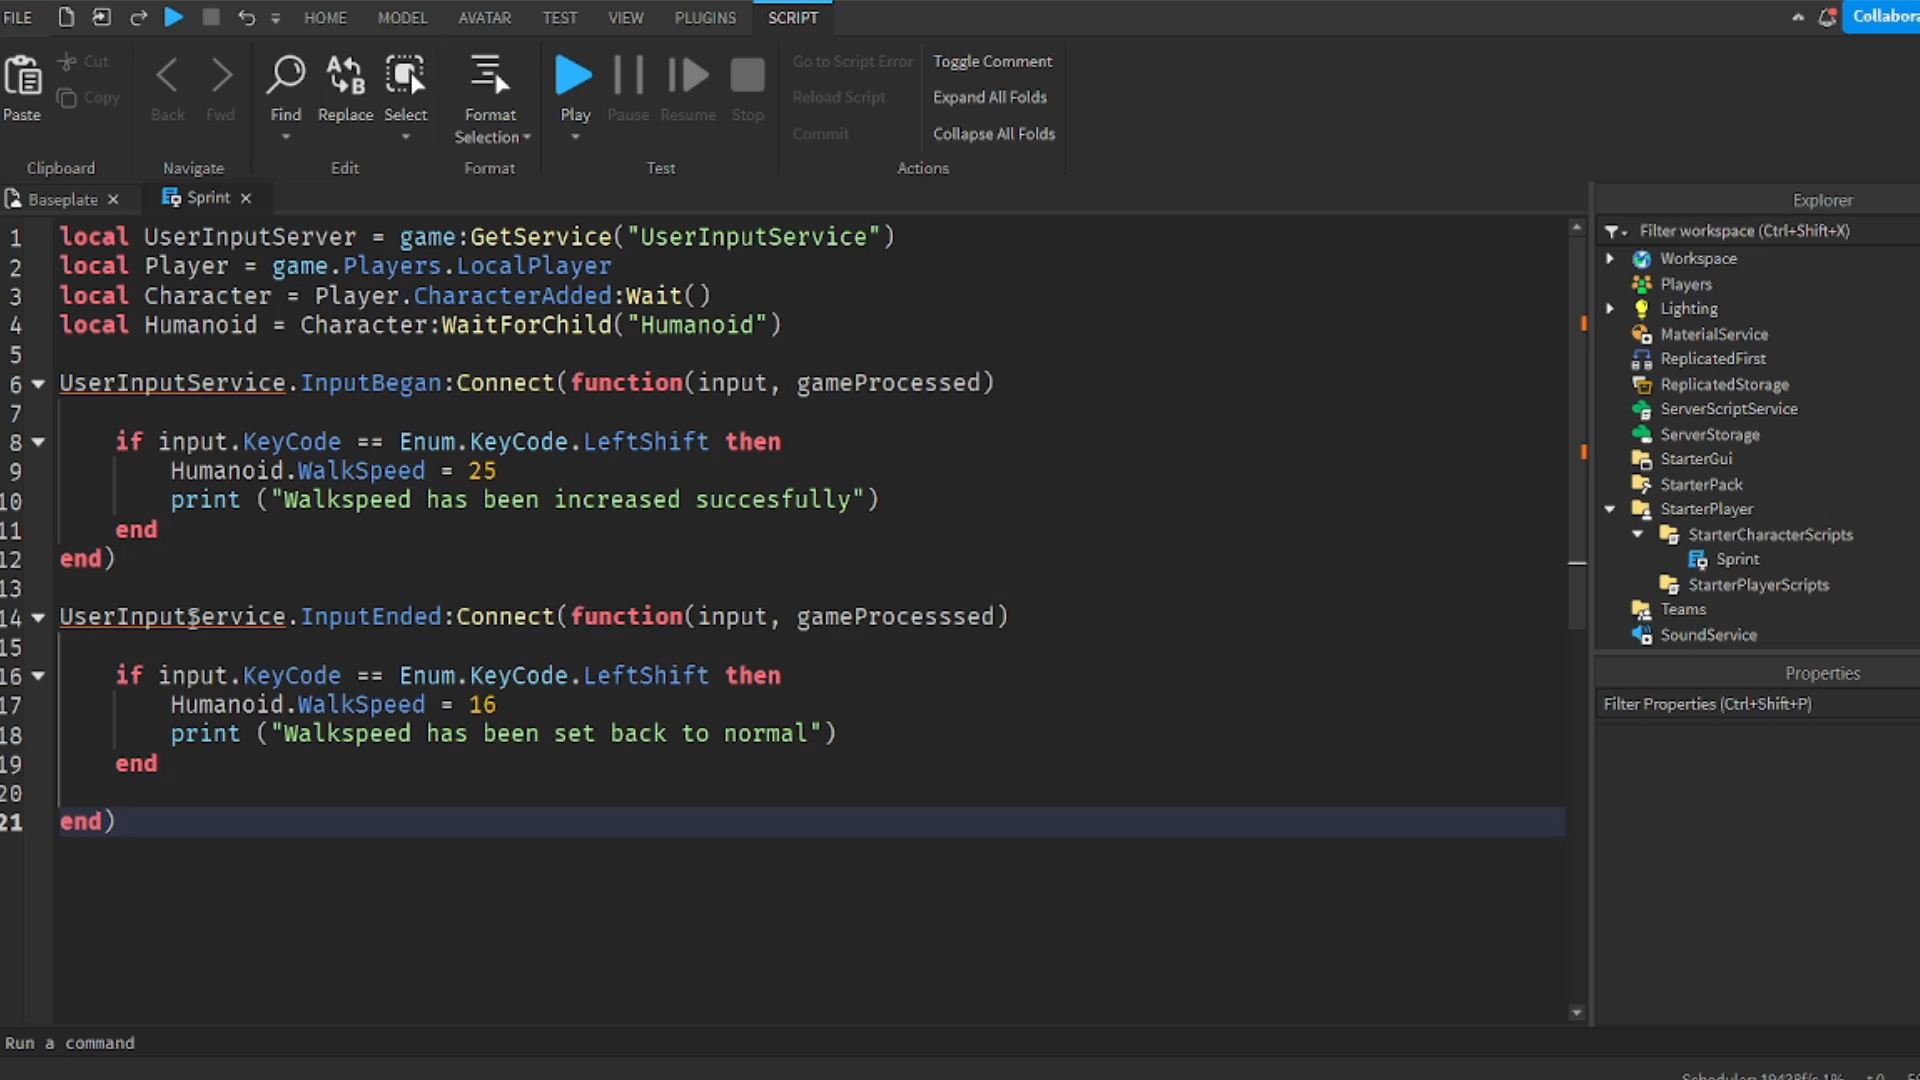 FILE HOME MODEL AVATAR TEST VIEW PLUGINS SCRIPT Collabora
Paste Cut Copy Back Fwd Find Replace Select Format Selection Play Pause Resume Stop Go to Script Error Reload Script Commit Toggle Comment Expand All Folds Collapse All Folds
Clipboard Navigate Edit Format Test Actions
Baseplate Sprint
1 local UserInputServer = game:GetService("UserInputService")
2 local Player = game.Players.LocalPlayer
3 local Character = Player.CharacterAdded:Wait()
4 local Humanoid = Character:WaitForChild("Humanoid")
5
6 UserInputService.InputBegan:Connect(function(input, gameProcessed)
7
8 if input.KeyCode == Enum.KeyCode.LeftShift then
9 Humanoid.WalkSpeed = 25
10 print ("Walkspeed has been increased succesfully")
11 end
12 end)
13
14 UserInputService.InputEnded:Connect(function(input, gameProcesssed)
15
16 if input.KeyCode == Enum.KeyCode.LeftShift then
17 Humanoid.WalkSpeed = 16
18 print ("Walkspeed has been set back to normal")
19 end
20
21 end)
Explorer
Filter workspace (Ctrl+Shift+X)
Workspace
Players
Lighting
MaterialService
ReplicatedFirst
ReplicatedStorage
ServerScriptService
ServerStorage
StarterGui
StarterPack
StarterPlayer
StarterCharacterScripts
Sprint
StarterPlayerScripts
Teams
SoundService
Properties
Filter Properties (Ctrl+Shift+P)
Run a command